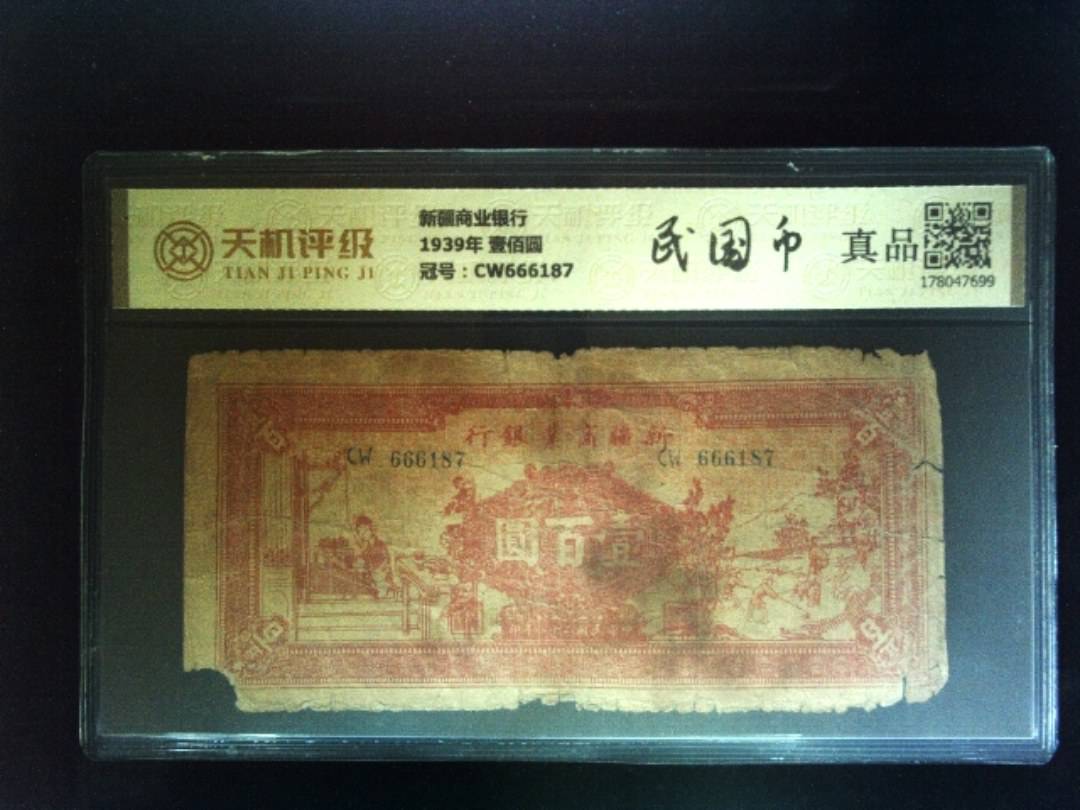 天机评级
TIAN JI PING JI
新疆商业银行
1939年 壹佰圆
冠号：CW666187
民国币
真品
178047699
行銀業商疆新
CW 666187
CW 666187
圓百壹